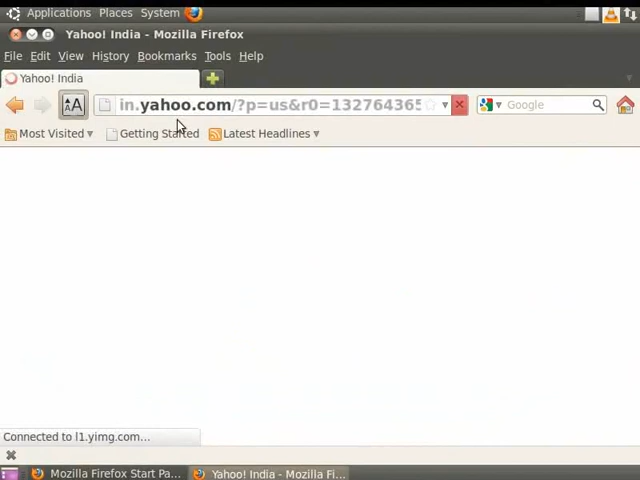 Applications Places System
Yahoo! India - Mozilla Firefox
File Edit View History Bookmarks Tools Help
Yahoo! India
AA in.yahoo.com/?p=us&r0=132764365 Google
Most Visited Getting Started Latest Headlines
Connected to l1.yimg.com...
Mozilla Firefox Start Pa... Yahoo! India - Mozilla Fi...